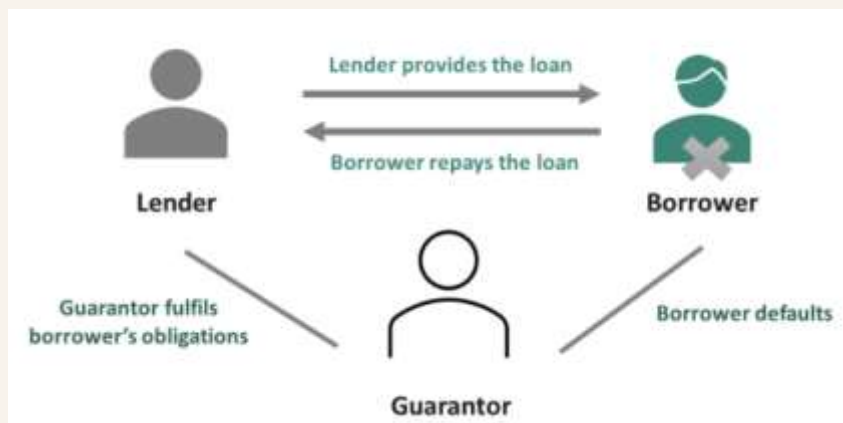 Lender provides the loan
Borrower repays the loan
Lender
Borrower
Guarantor fulfils
borrower's obligations
Borrower defaults
Guarantor